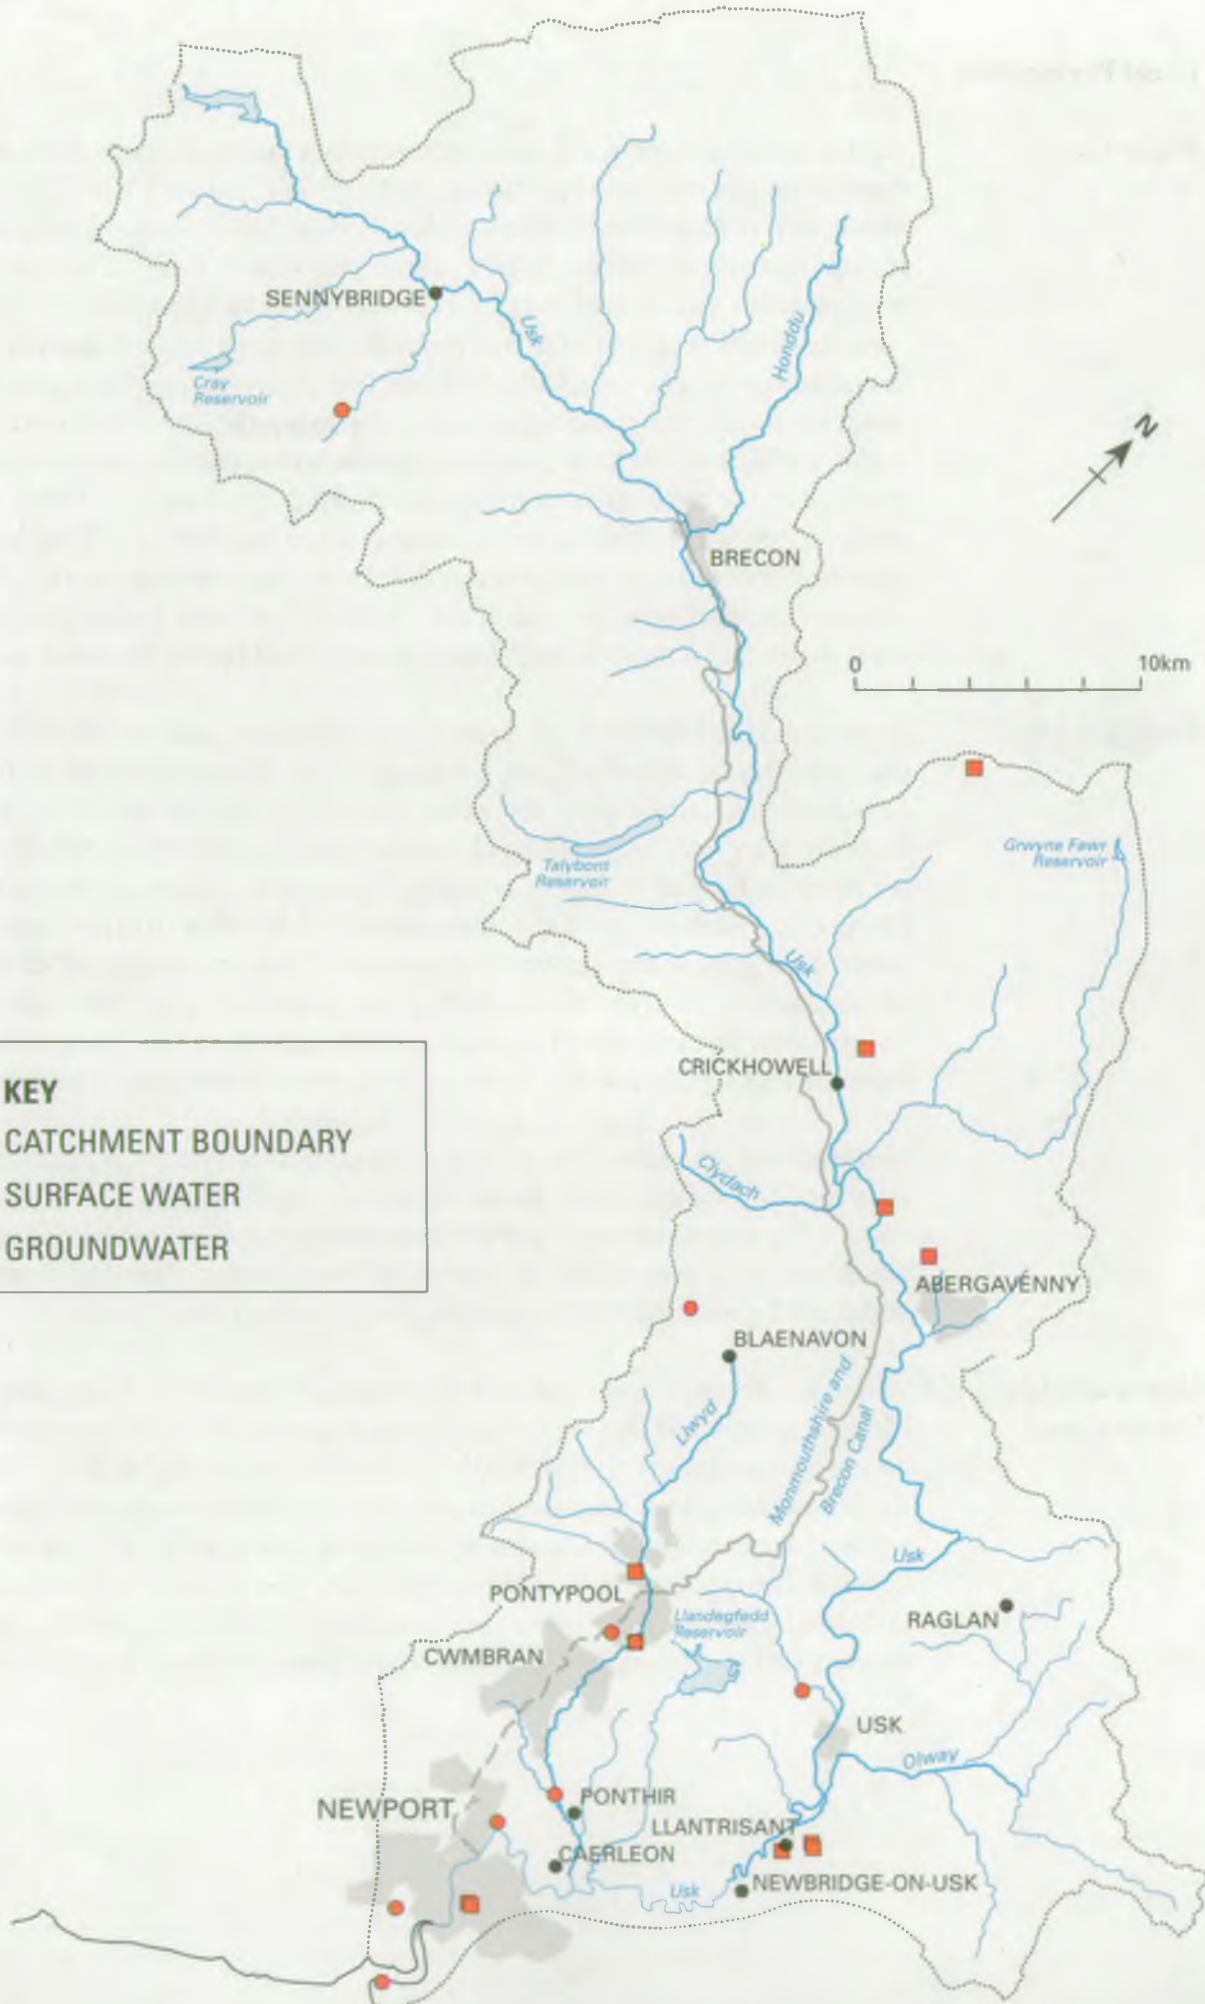 SENNYBRIDGE
Usk
Honddu
Cray
Reservoir
N
BRECON
0
10km
Talybont
Reservoir
Grwyne Fawr
Reservoir
Usk
CRICKHOWELL
KEY
CATCHMENT BOUNDARY
SURFACE WATER
GROUNDWATER
Clydach
ABERGAVENNY
BLAENAVON
Llwyd
Monmouthshire and
Brecon Canal
Usk
PONTYPOOL
Llandegfedd
Reservoir
RAGLAN
CWMBRAN
USK
Olway
NEWPORT
PONTHIR
LLANTRISANT
CAERLEON
Usk
NEWBRIDGE-ON-USK